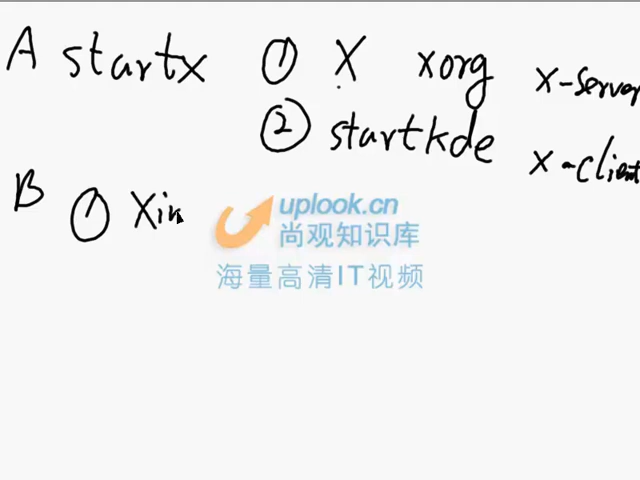 A startx ① X xorg x-server
② startkde x-client
B ① Xin
uplook.cn
尚观知识库
海量高清IT视频